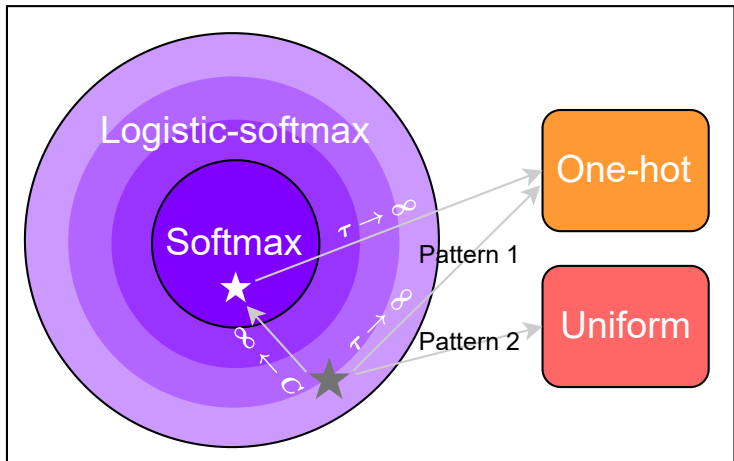 Logistic-softmax
One-hot
τ → ∞
Softmax
Pattern 1
τ → ∞
Uniform
Pattern 2
C → ∞